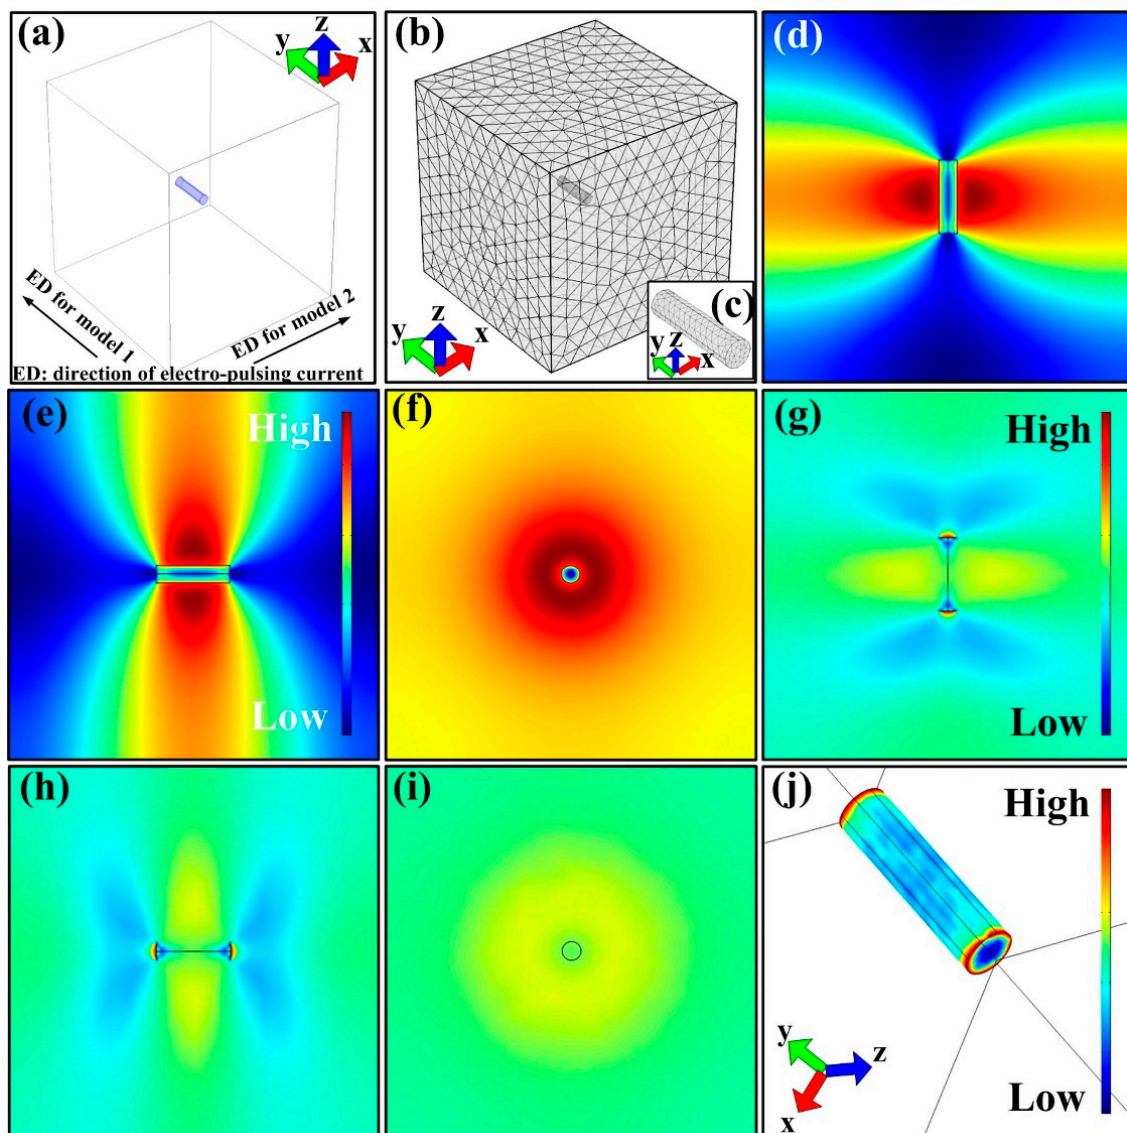 (a)
z
y
x
ED for model 1
ED for model 2
ED: direction of electro-pulsing current
(b)
z
y
x
(c)
z
y
x
(d)
(e)
High
Low
(f)
(g)
High
Low
(h)
(i)
(j)
High
Low
y
z
x